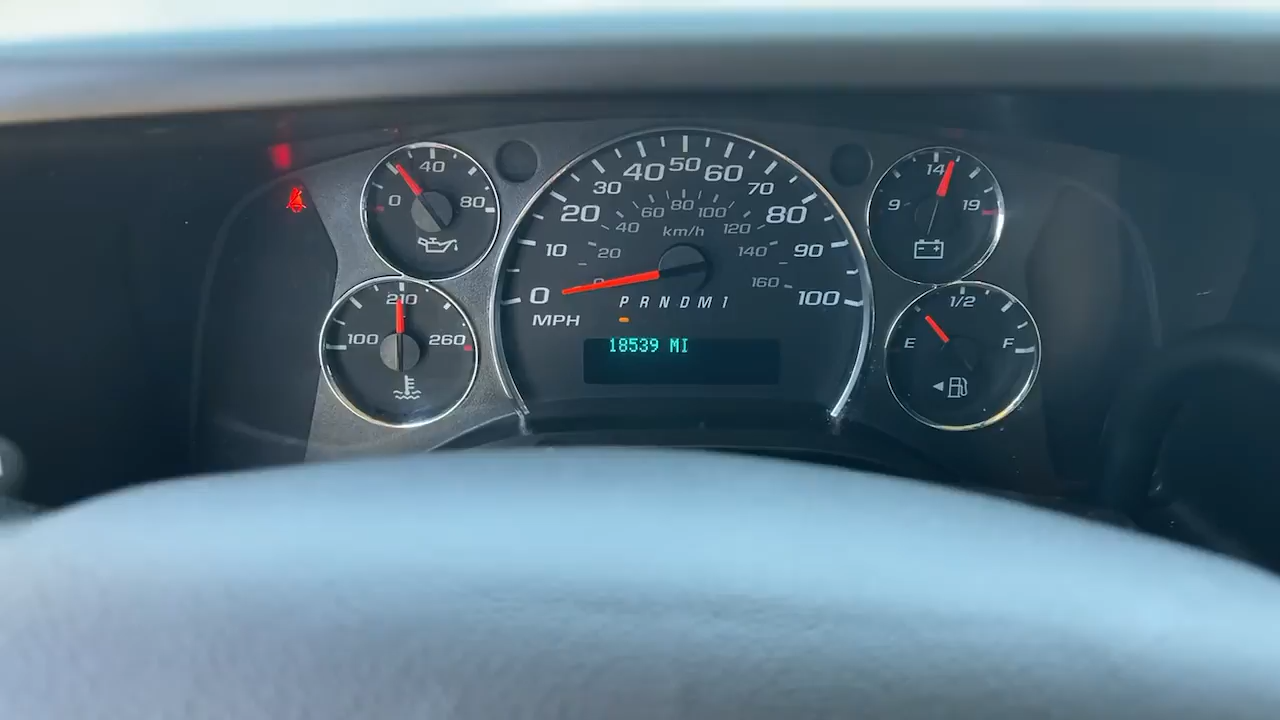 0 40 80
100 210 260
0 10 20 30 40 50 60 70 80 90 100
0 20 40 60 80 100 120 140 160
km/h
P R N D M 1
MPH
18539 MI
9 14 19
E 1/2 F